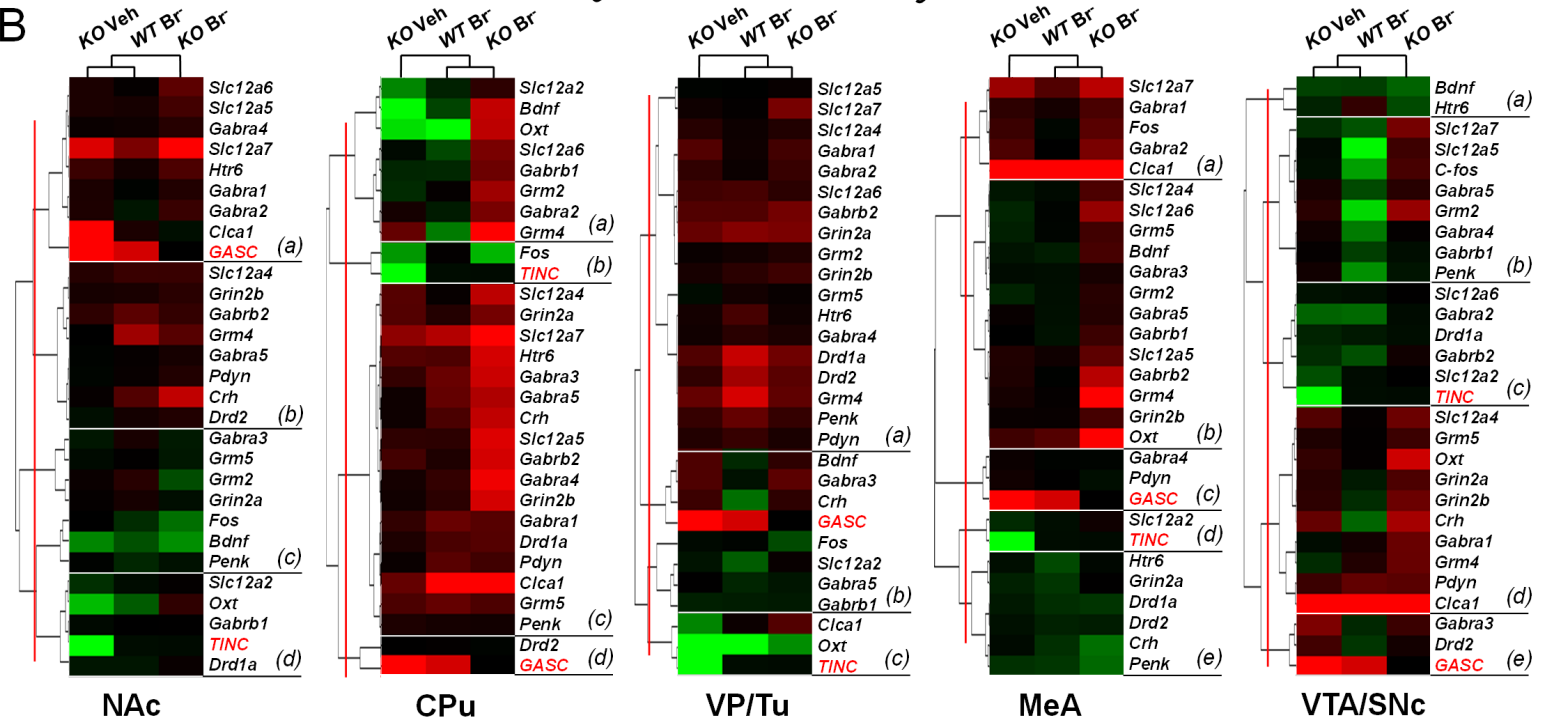 B
KO Veh
WT Br-
KO Br-
Slc12a6
Slc12a5
Gabra4
Slc12a7
Htr6
Gabra1
Gabra2
Clca1
GASC (a)
Slc12a4
Grin2b
Gabrb2
Grm4
Gabra5
Pdyn
Crh
Drd2 (b)
Gabra3
Grm5
Grm2
Grin2a
Fos
Bdnf
Penk (c)
Slc12a2
Oxt
Gabrb1
TINC
Drd1a (d)
NAc
KO Veh
WT Br-
KO Br-
Slc12a2
Bdnf
Oxt
Slc12a6
Gabrb1
Grm2
Gabra2
Grm4 (a)
Fos
TINC (b)
Slc12a4
Grin2a
Slc12a7
Htr6
Gabra3
Gabra5
Crh
Slc12a5
Gabrb2
Gabra4
Grin2b
Gabra1
Drd1a
Pdyn
Clca1
Grm5
Penk (c)
Drd2
GASC (d)
CPu
KO Veh
WT Br-
KO Br-
Slc12a5
Slc12a7
Slc12a4
Gabra1
Gabra2
Slc12a6
Gabrb2
Grin2a
Grm2
Grin2b
Grm5
Htr6
Gabra4
Drd1a
Drd2
Grm4
Penk
Pdyn (a)
Bdnf
Gabra3
Crh
GASC
Fos
Slc12a2
Gabra5
Gabrb1 (b)
Clca1
Oxt
TINC (c)
VP/Tu
KO Veh
WT Br-
KO Br-
Slc12a7
Gabra1
Fos
Gabra2
Clca1 (a)
Slc12a4
Slc12a6
Grm5
Bdnf
Gabra3
Grm2
Gabra5
Gabrb1
Slc12a5
Gabrb2
Grm4
Grin2b
Oxt (b)
Gabra4
Pdyn
GASC (c)
Slc12a2
TINC (d)
Htr6
Grin2a
Drd1a
Drd2
Crh
Penk (e)
MeA
KO Veh
WT Br-
KO Br-
Bdnf
Htr6 (a)
Slc12a7
Slc12a5
C-fos
Gabra5
Grm2
Gabra4
Gabrb1
Penk (b)
Slc12a6
Gabra2
Drd1a
Gabrb2
Slc12a2
TINC (c)
Slc12a4
Grm5
Oxt
Grin2a
Grin2b
Crh
Gabra1
Grm4
Pdyn
Clca1 (d)
Gabra3
Drd2
GASC (e)
VTA/SNc